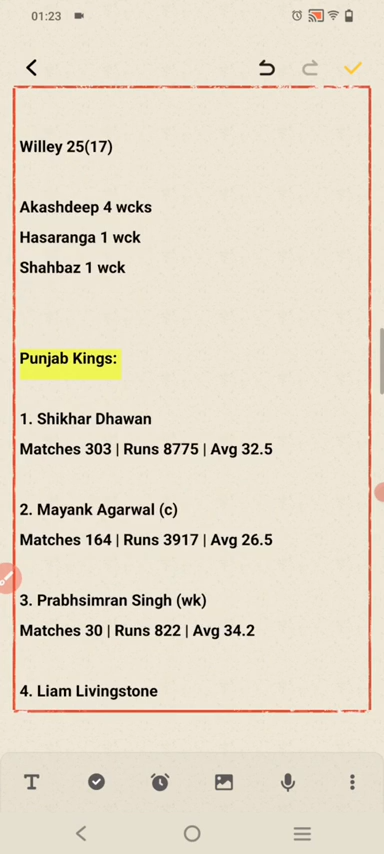 01:23
Willey 25(17)
Akashdeep 4 wcks
Hasaranga 1 wck
Shahbaz 1 wck
Punjab Kings:
1. Shikhar Dhawan
Matches 303 | Runs 8775 | Avg 32.5
2. Mayank Agarwal (c)
Matches 164 | Runs 3917 | Avg 26.5
3. Prabhsimran Singh (wk)
Matches 30 | Runs 822 | Avg 34.2
4. Liam Livingstone
T